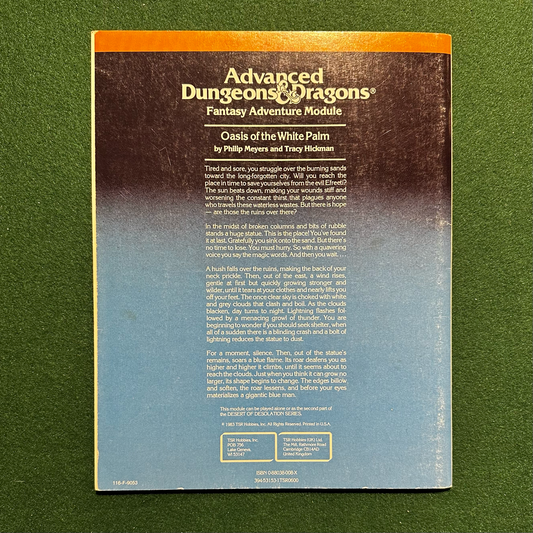 Advanced
Dungeons & Dragons®
Fantasy Adventure Module
Oasis of the White Palm
by Philip Meyers and Tracy Hickman
Tired and sore, you struggle over the burning sands
toward the long-forgotten city. Will you reach the
place in time to save yourselves from the evil Efreeti?
The sun beats down, making your wounds stiff and
worsening the constant thirst that plagues anyone
who travels these waterless wastes. But there is hope
— are those the ruins over there?
In the midst of broken columns and bits of rubble
stands a huge statue. This is the place! You've found
it at last. Gratefully you sink onto the sand. But there's
no time to lose. You must hurry. So with a quavering
voice you say the magic words. And then you wait. . . .
A hush falls over the ruins, making the back of your
neck prickle. Then, out of the east, a wind rises,
gentle at first but quickly growing stronger and
wilder, until it tears at your clothes and nearly lifts you
off your feet. The once clear sky is choked with white
and grey clouds that clash and boil. As the clouds
blacken, day turns to night. Lightning flashes fol-
lowed by a menacing growl of thunder. You are
beginning to wonder if you should seek shelter, when
all of a sudden there is a blinding crash and a bolt of
lightning reduces the statue to dust.
For a moment, silence. Then, out of the statue's
remains, soars a blue flame. Its roar deafens you as
higher and higher it climbs, until it seems about to
reach the clouds. Just when you think it can grow no
larger, its shape begins to change. The edges billow
and soften, the roar lessens, and before your eyes
materializes a gigantic blue man.
This module can be played alone or as the second part of
the DESERT OF DESOLATION SERIES.
© 1983 TSR Hobbies, Inc. All Rights Reserved. Printed in U.S.A.
TSR Hobbies, Inc.
POB 756
Lake Geneva,
WI 53147
TSR Hobbies (UK) Ltd.
The Mill, Rathmore Road
Cambridge CB14AD
United Kingdom
ISBN 0-88038-006-X
394-53153-1TSR0600
116-F-9053